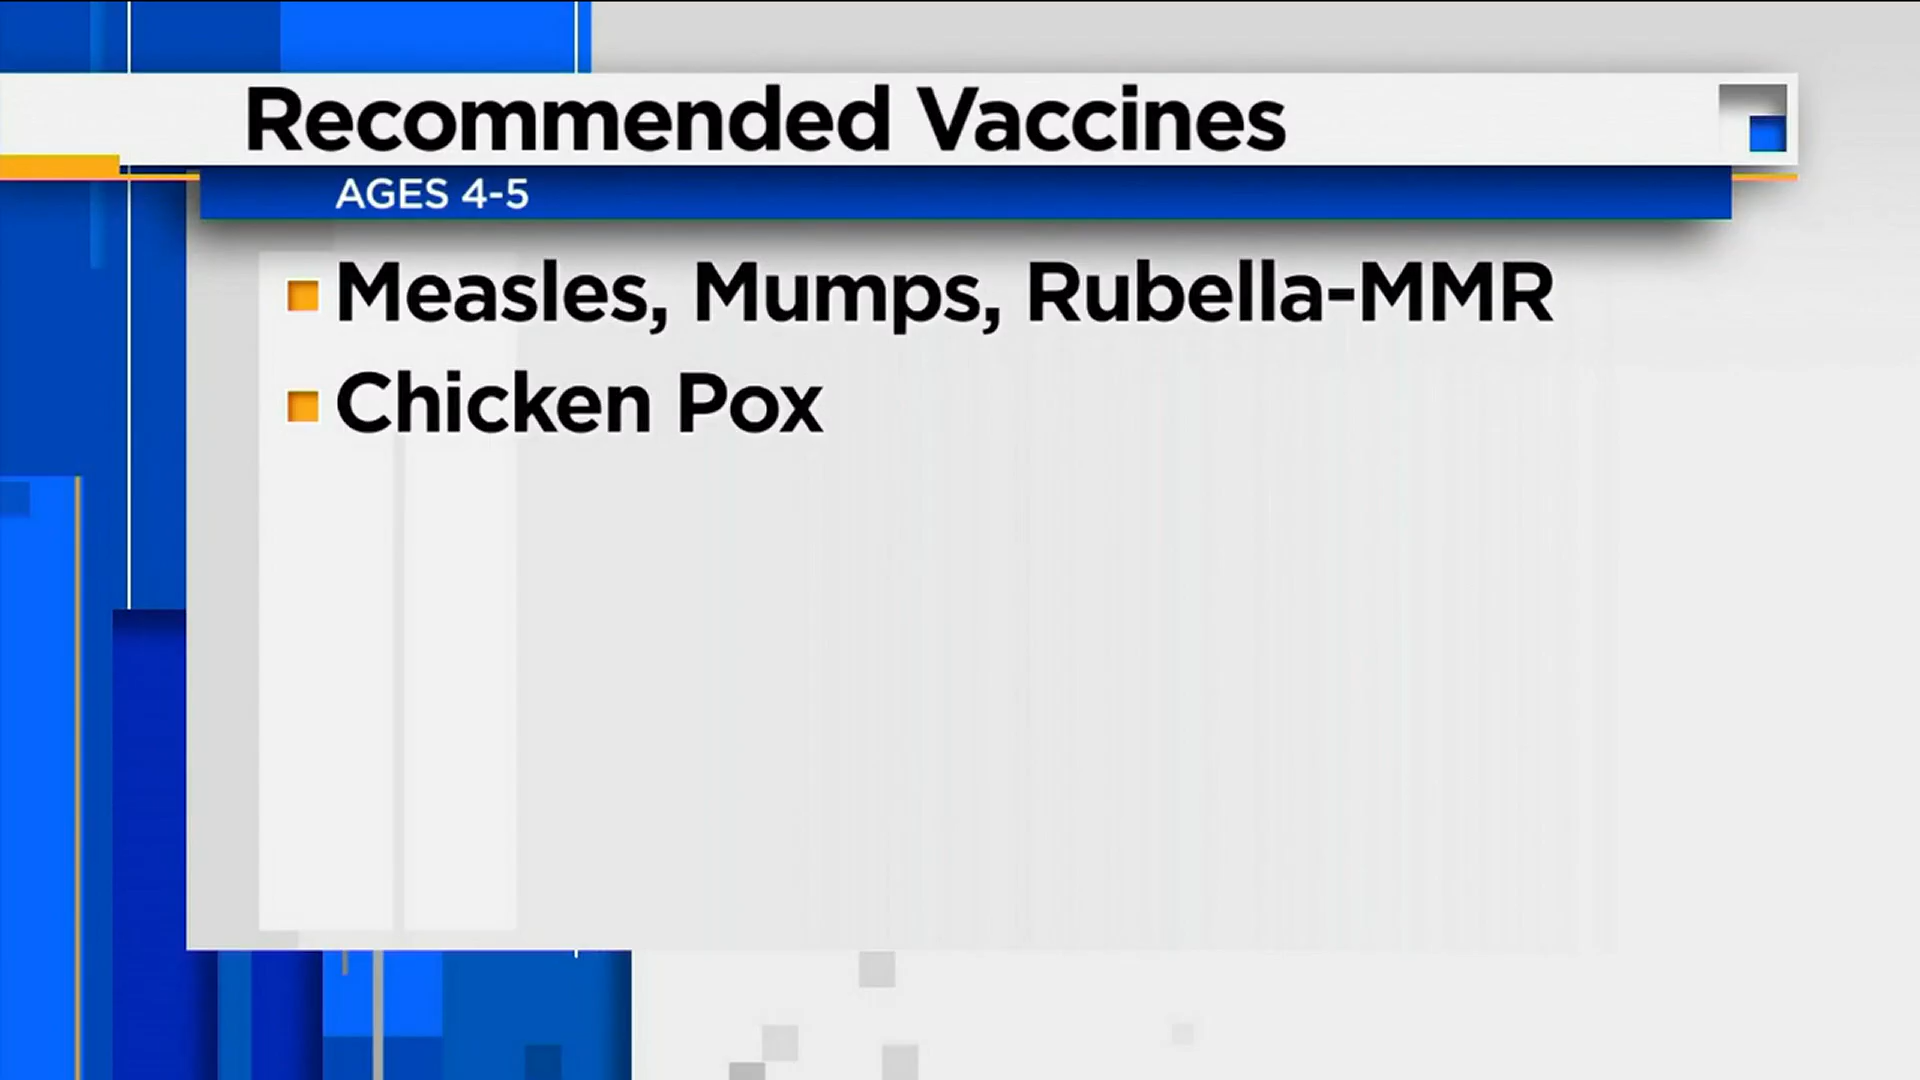 Recommended Vaccines
AGES 4-5
Measles, Mumps, Rubella-MMR
Chicken Pox